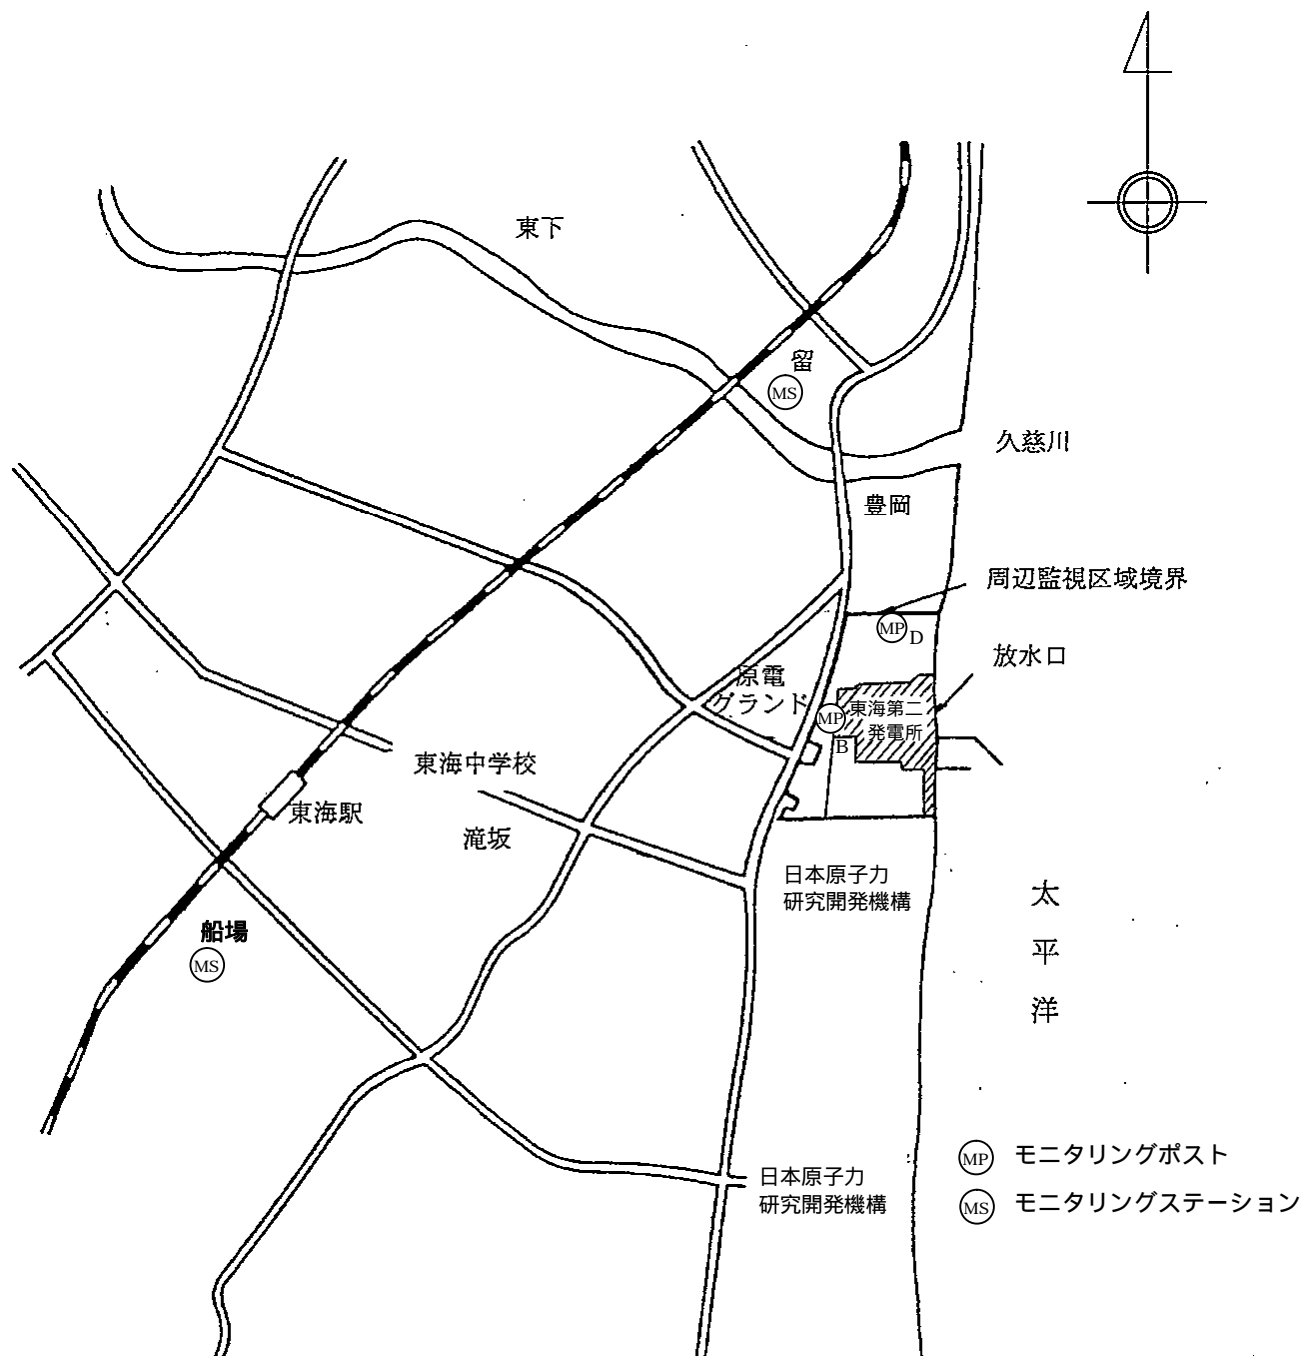 東下
留
MS
久慈川
豊岡
周辺監視区域境界
MP D
放水口
原電
グランド
MP
B
東海第二
発電所
東海中学校
東海駅
滝坂
日本原子力
研究開発機構
太
平
洋
船場
MS
MP モニタリングポスト
日本原子力
研究開発機構
MS モニタリングステーション